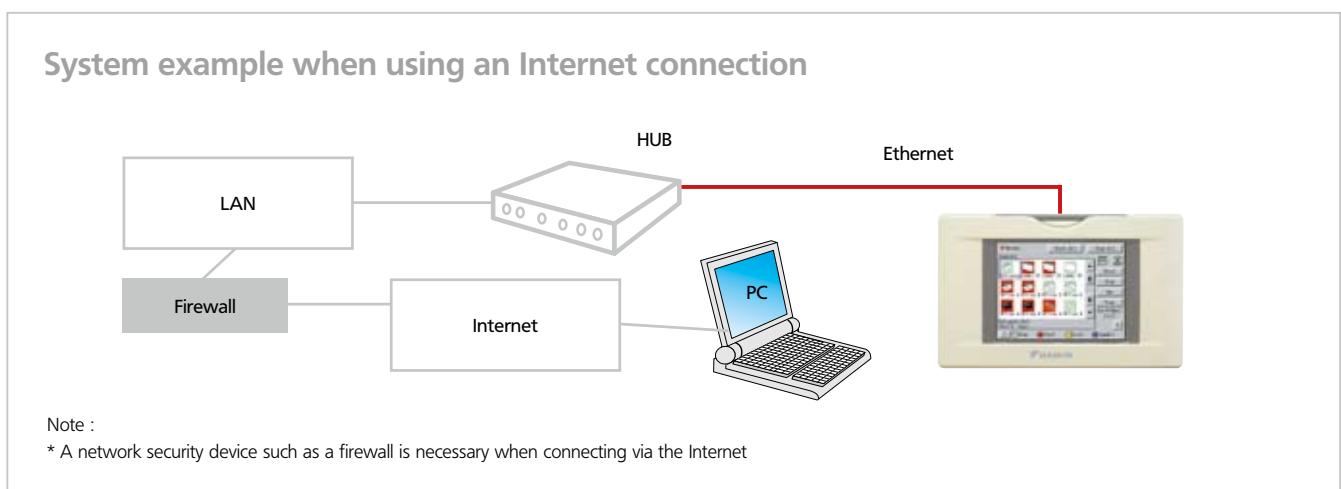 System example when using an Internet connection
HUB
Ethernet
LAN
PC
Firewall
Internet
DAIKIN
Note :
* A network security device such as a firewall is necessary when connecting via the Internet